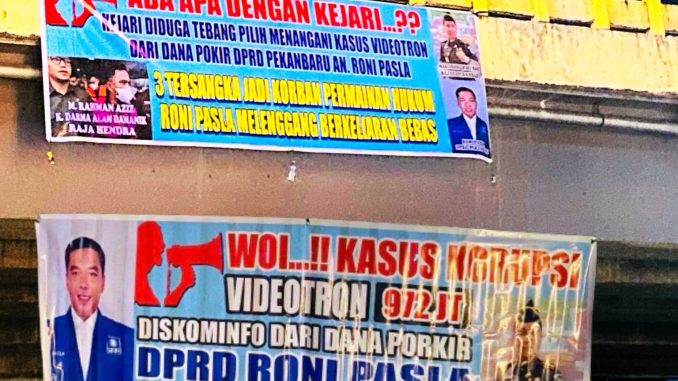 ADA APA DENGAN KEJARI...??
KEJARI DIDUGA TEBANG PILIH MENANGANI KASUS VIDEOTRON
DARI DANA POKIR DPRD PEKANBARU AN. RONI PASLA
3 TERSANGKA JADI KORBAN PERMAINAN HUKUM
RONI PASLA MELENGGANG BERKELIARAN BEBAS
M. RAHMAN AZIZ
K. DARMA ALAM DAMANIK
RAJA HENDRA
WOI...!! KASUS KORUPSI
VIDEOTRON 972 JT
DISKOMINFO DARI DANA PORKIR
DPRD RONI PASLA